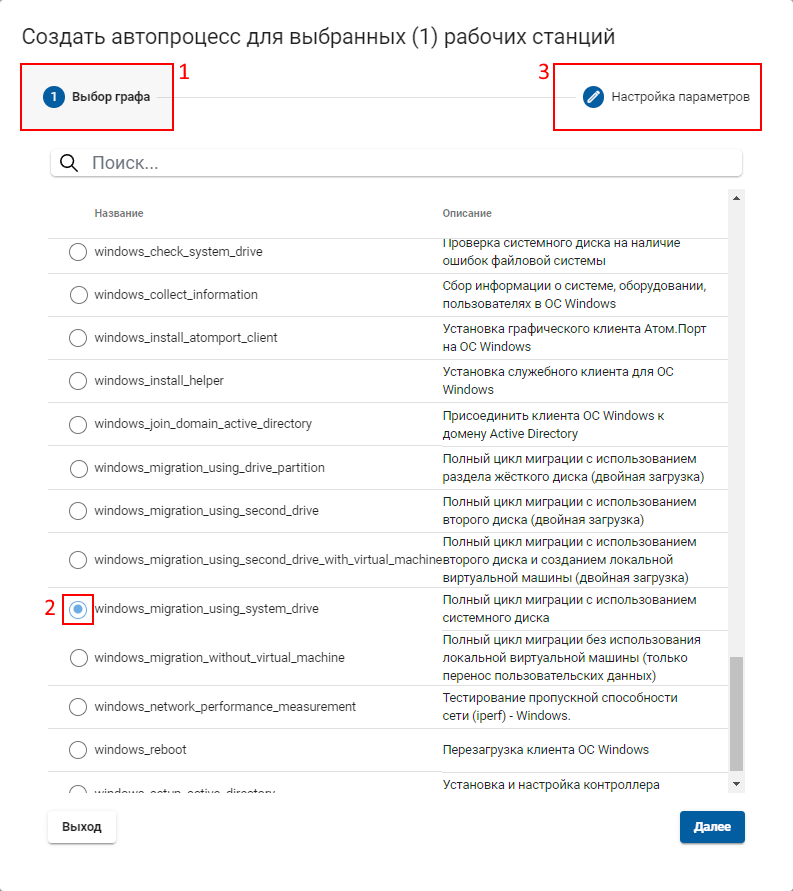 Создать автопроцесс для выбранных (1) рабочих станций
1
3
1 Выбор графа
Настройка параметров
Поиск...
Название Описание
windows_check_system_drive
Проверка системного диска на наличие
ошибок файловой системы
windows_collect_information
Сбор информации о системе, оборудовании,
пользователях в ОС Windows
windows_install_atomport_client
Установка графического клиента Атом.Порт
на ОС Windows
windows_install_helper
Установка служебного клиента для ОС
Windows
windows_join_domain_active_directory
Присоединить клиента ОС Windows к
домену Active Directory
windows_migration_using_drive_partition
Полный цикл миграции с использованием
раздела жёсткого диска (двойная загрузка)
windows_migration_using_second_drive
Полный цикл миграции с использованием
второго диска (двойная загрузка)
windows_migration_using_second_drive_with_virtual_machine
Полный цикл миграции с использованием
второго диска и созданием локальной
виртуальной машины (двойная загрузка)
2
windows_migration_using_system_drive
Полный цикл миграции с использованием
системного диска
windows_migration_without_virtual_machine
Полный цикл миграции без использования
локальной виртуальной машины (только
перенос пользовательских данных)
windows_network_performance_measurement
Тестирование пропускной способности
сети (iperf) - Windows.
windows_reboot
Перезагрузка клиента ОС Windows
windows_setup_active_directory
Установка и настройка контроллера
Выход
Далее